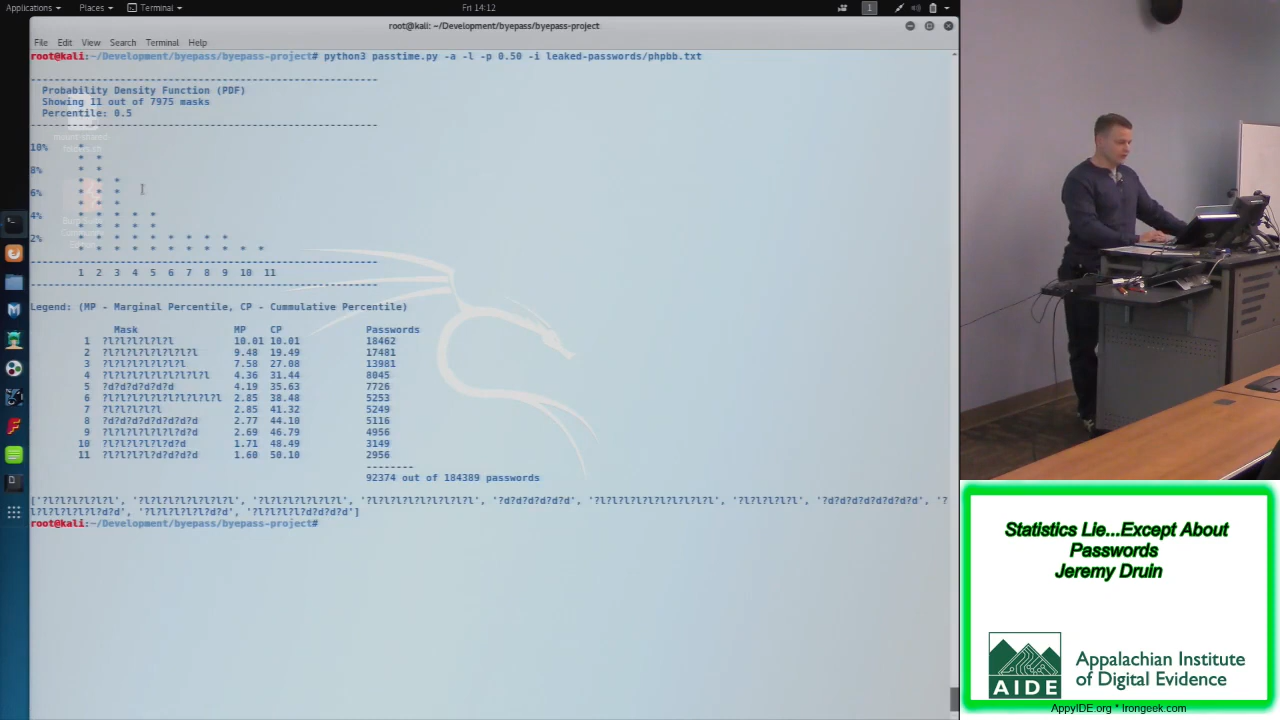 Applications Places Terminal Fri 14:12 1
root@kali: ~/Development/byepass/byepass-project
File Edit View Search Terminal Help
root@kali:~/Development/byepass/byepass-project# python3 passtime.py -a -l -p 0.50 -i leaked-passwords/phpbb.txt
---------------------------------------------------------
Probability Density Function (PDF)
Showing 11 out of 7975 masks
Percentile: 0.5
---------------------------------------------------------
10% *
* *
8% * *
* * *
6% * * *
* * *
4% * * * * *
* * * * *
2% * * * * * * * * *
* * * * * * * * * * *
---------------------------------------------------------
1 2 3 4 5 6 7 8 9 10 11
---------------------------------------------------------
Legend: (MP - Marginal Percentile, CP - Cummulative Percentile)
Mask MP CP Passwords
1 ?l?l?l?l?l?l 10.01 10.01 18462
2 ?l?l?l?l?l?l?l?l 9.48 19.49 17481
3 ?l?l?l?l?l?l?l 7.58 27.08 13981
4 ?l?l?l?l?l?l?l?l?l 4.36 31.44 8045
5 ?d?d?d?d?d?d 4.19 35.63 7726
6 ?l?l?l?l?l?l?l?l?l?l 2.85 38.48 5253
7 ?l?l?l?l?l 2.85 41.32 5249
8 ?d?d?d?d?d?d?d?d 2.77 44.10 5116
9 ?l?l?l?l?l?l?d?d 2.69 46.79 4956
10 ?l?l?l?l?l?d?d 1.71 48.49 3149
11 ?l?l?l?l?d?d?d?d 1.60 50.10 2956
--------
92374 out of 184389 passwords
['?l?l?l?l?l?l', '?l?l?l?l?l?l?l?l', '?l?l?l?l?l?l?l', '?l?l?l?l?l?l?l?l?l', '?d?d?d?d?d?d', '?l?l?l?l?l?l?l?l?l?l', '?l?l?l?l?l', '?d?d?d?d?d?d?d?d', '?
l?l?l?l?l?l?d?d', '?l?l?l?l?l?d?d', '?l?l?l?l?d?d?d?d']
root@kali:~/Development/byepass/byepass-project#
Statistics Lie...Except About
Passwords
Jeremy Druin
AIDE
Appalachian Institute
of Digital Evidence
AppyIDE.org * Irongeek.com